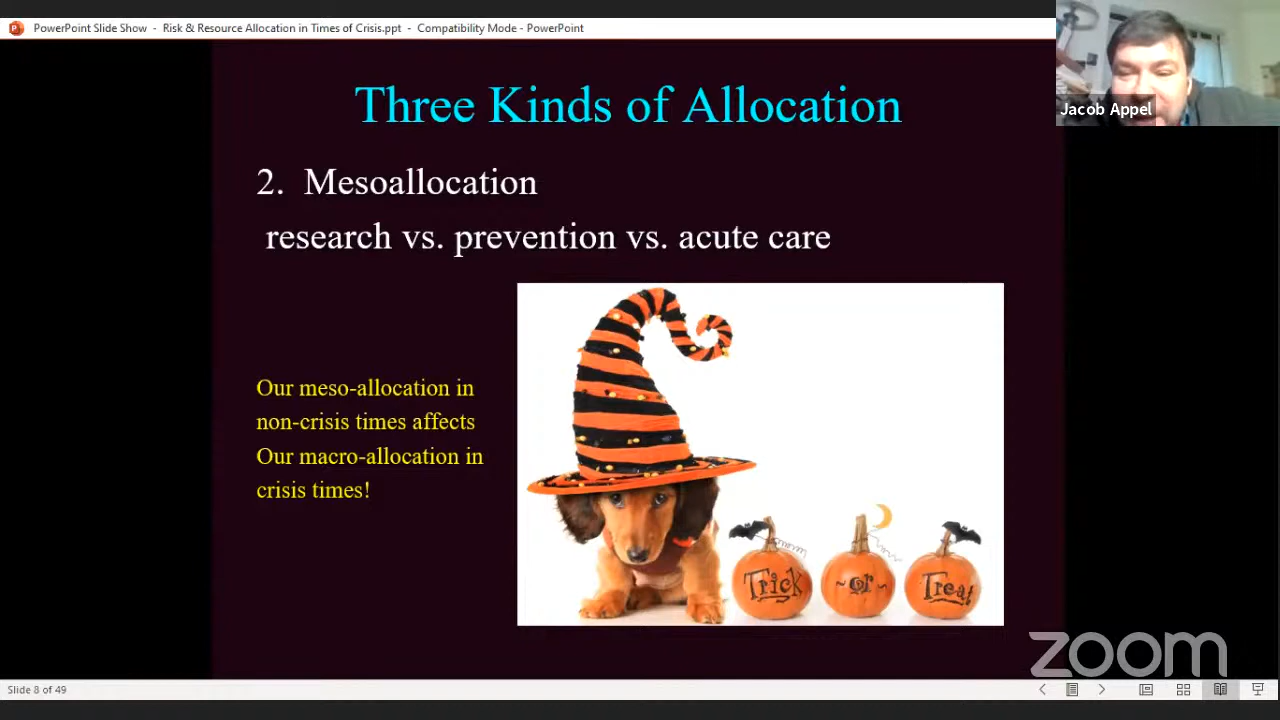 PowerPoint Slide Show - Risk & Resource Allocation in Times of Crisis.ppt - Compatibility Mode - PowerPoint
Jacob Appel
Three Kinds of Allocation
2. Mesoallocation
research vs. prevention vs. acute care
Our meso-allocation in
non-crisis times affects
Our macro-allocation in
crisis times!
Trick ~or~ Treat
zoom
Slide 8 of 49